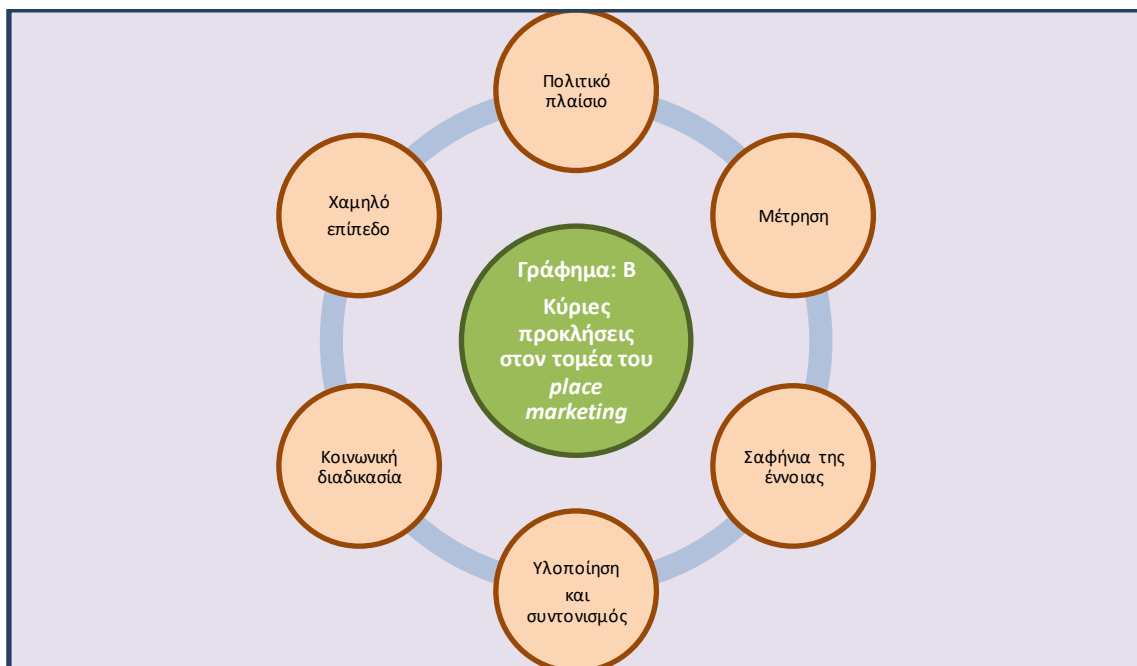 Πολιτικό
πλαίσιο
Χαμηλό
επίπεδο
Μέτρηση
Γράφημα: Β
Κύριες
προκλήσεις
στον τομέα του
place
marketing
Κοινωνική
διαδικασία
Σαφήνια της
έννοιας
Υλοποίηση
και
συντονισμός